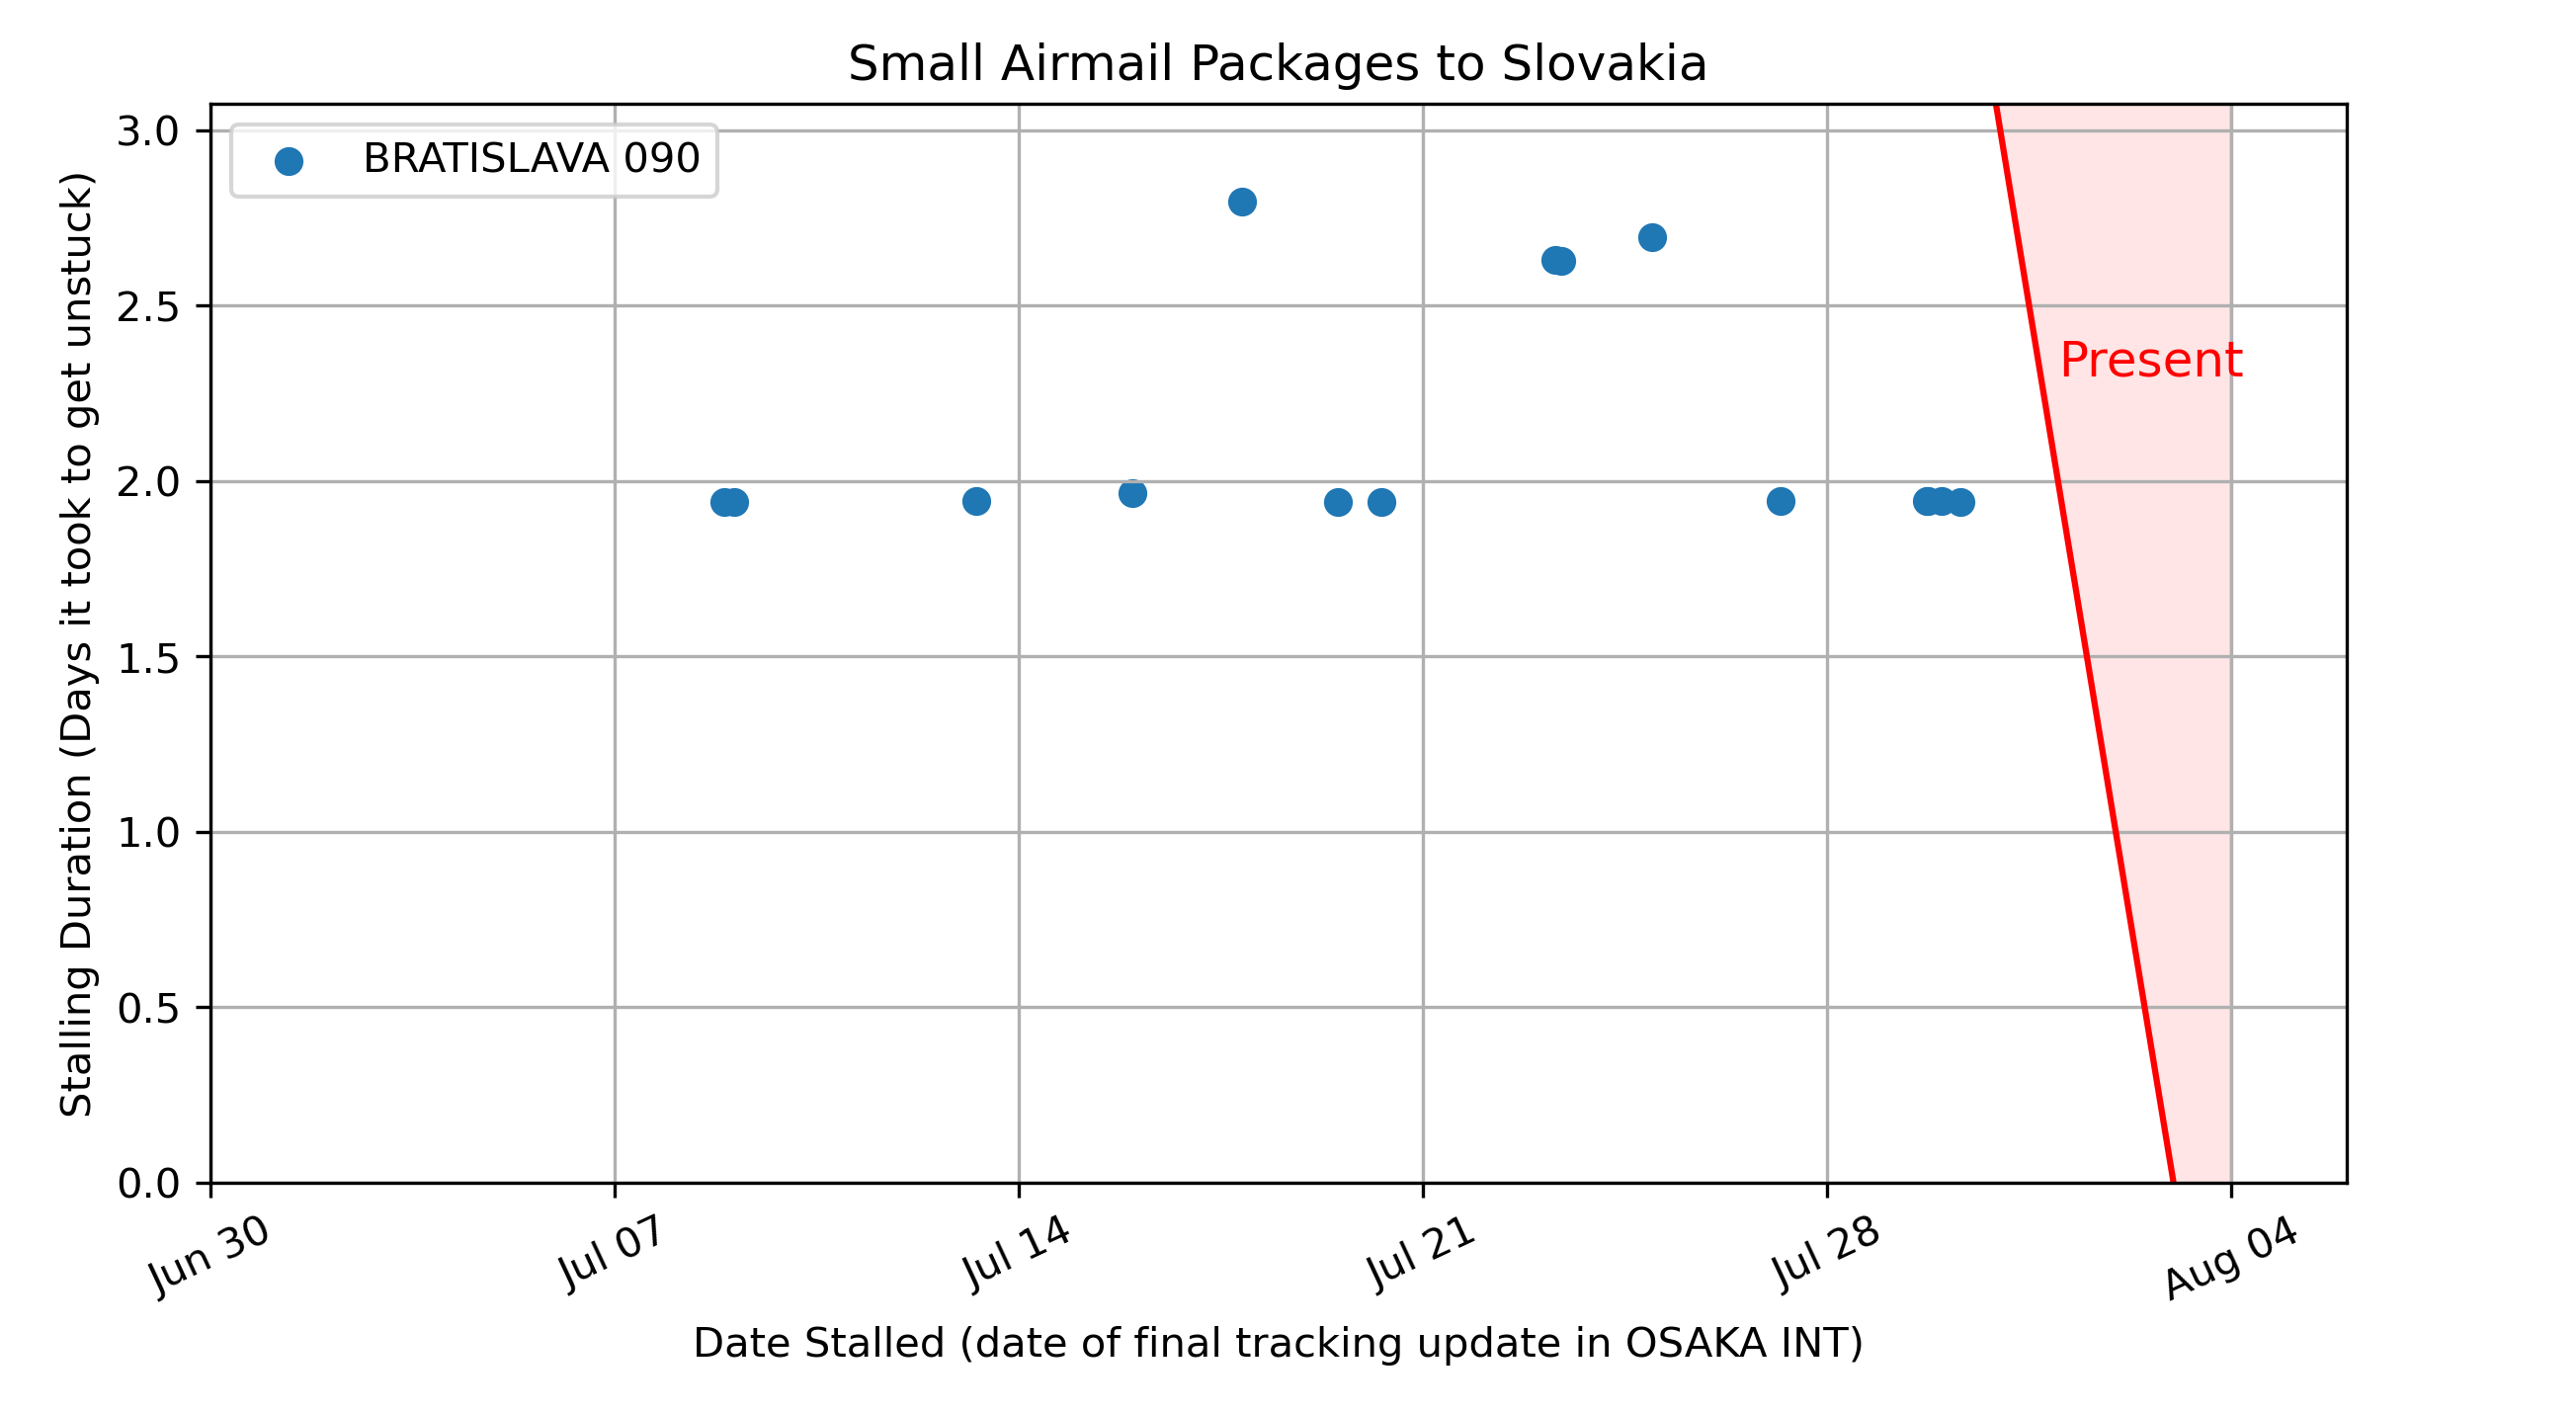 Small Airmail Packages to Slovakia
BRATISLAVA 090
Present
3.0
2.5
2.0
1.5
1.0
0.5
0.0
Stalling Duration (Days it took to get unstuck)
Jun 30
Jul 07
Jul 14
Jul 21
Jul 28
Aug 04
Date Stalled (date of final tracking update in OSAKA INT)